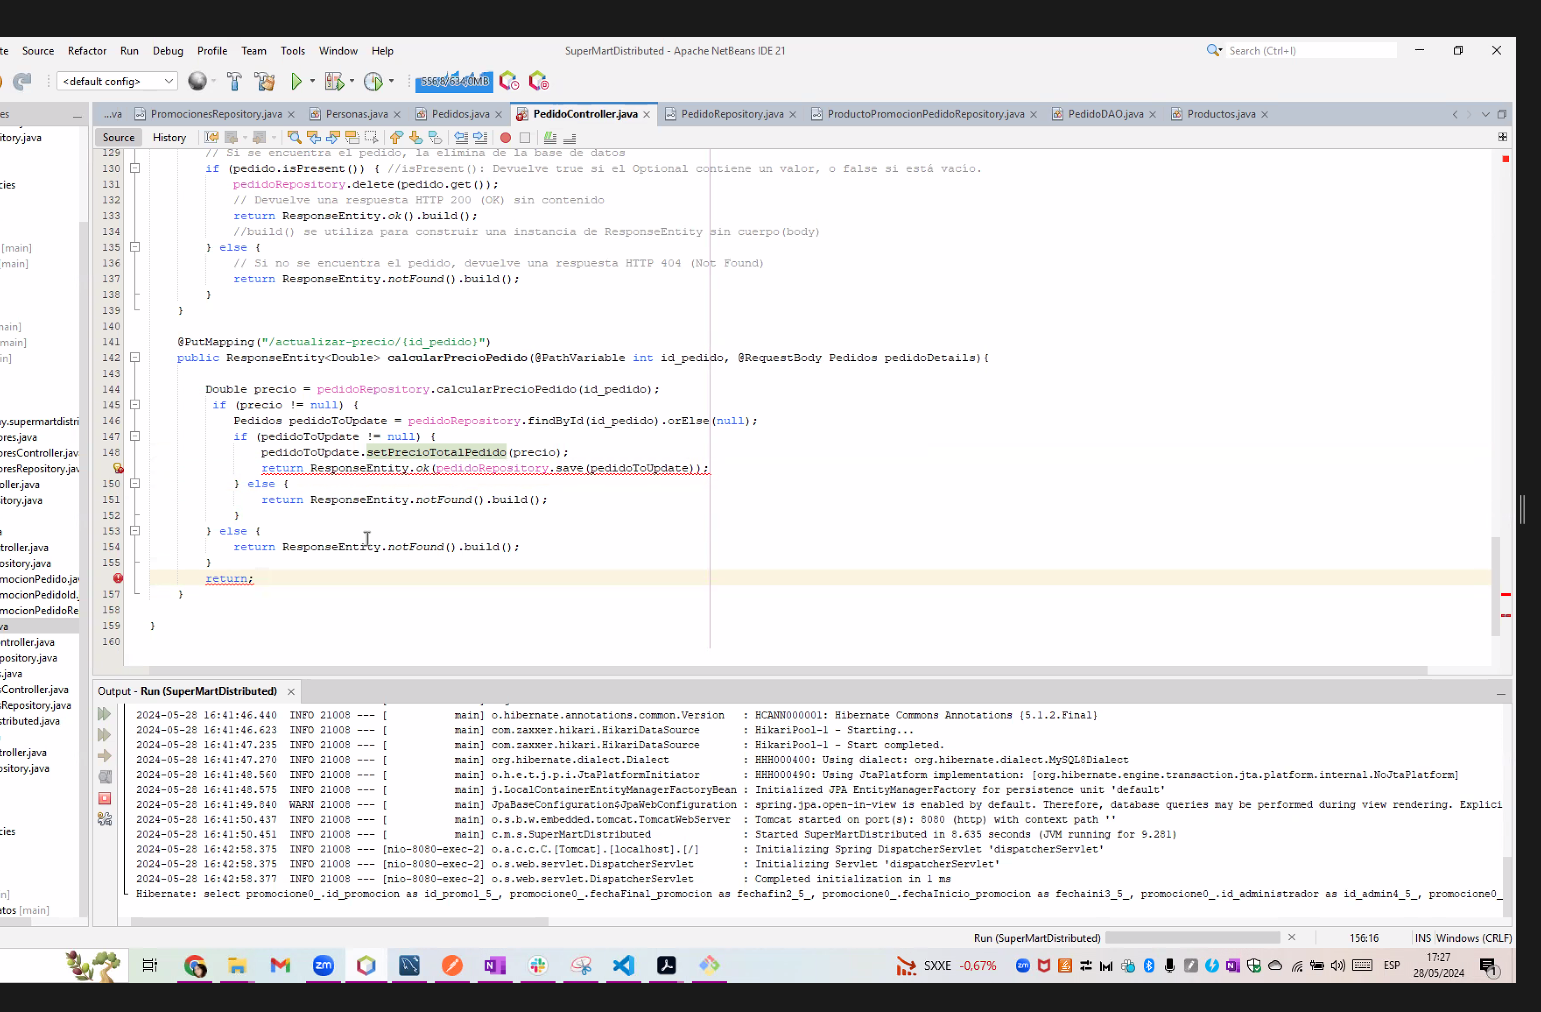 te Source Refactor Run Debug Profile Team Tools Window Help SuperMartDistributed - Apache NetBeans IDE 21 Search (Ctrl+I)
<default config> 556,8/634,0MB
es ...va PromocionesRepository.java Personas.java Pedidos.java PedidoController.java PedidoRepository.java ProductoPromocionPedidoRepository.java PedidoDAO.java Productos.java
itory.java Source History
129 // Si se encuentra el pedido, la elimina de la base de datos
130 if (pedido.isPresent()) { //isPresent(): Devuelve true si el Optional contiene un valor, o false si está vacío.
131 pedidoRepository.delete(pedido.get());
132 // Devuelve una respuesta HTTP 200 (OK) sin contenido
133 return ResponseEntity.ok().build();
134 //build() se utiliza para construir una instancia de ResponseEntity sin cuerpo(body)
135 } else {
136 // Si no se encuentra el pedido, devuelve una respuesta HTTP 404 (Not Found)
137 return ResponseEntity.notFound().build();
138 }
139 }
140
141 @PutMapping("/actualizar-precio/{id_pedido}")
142 public ResponseEntity<Double> calcularPrecioPedido(@PathVariable int id_pedido, @RequestBody Pedidos pedidoDetails){
143
144 Double precio = pedidoRepository.calcularPrecioPedido(id_pedido);
145 if (precio != null) {
146 Pedidos pedidoToUpdate = pedidoRepository.findById(id_pedido).orElse(null);
147 if (pedidoToUpdate != null) {
148 pedidoToUpdate.setPrecioTotalPedido(precio);
return ResponseEntity.ok(pedidoRepository.save(pedidoToUpdate));
150 } else {
151 return ResponseEntity.notFound().build();
152 }
153 } else {
154 return ResponseEntity.notFound().build();
155 }
return;
157 }
158
159 }
160
cies
[main]
[main]
nain]
[main]
ay.supermartdistri
ores.java
oresController.java
oresRepository.jav
ller.java
itory.java
a
troller.java
pository.java
mocionPedido.jav
mocionPedidoId.
mocionPedidoRe
va
ntroller.java
pository.java
s.java
sController.java
sRepository.java
stributed.java
troller.java
pository.java
cies
n]
atos [main]
Output - Run (SuperMartDistributed)
2024-05-28 16:41:46.440 INFO 21008 --- [ main] o.hibernate.annotations.common.Version : HCANN000001: Hibernate Commons Annotations {5.1.2.Final}
2024-05-28 16:41:46.623 INFO 21008 --- [ main] com.zaxxer.hikari.HikariDataSource : HikariPool-1 - Starting...
2024-05-28 16:41:47.235 INFO 21008 --- [ main] com.zaxxer.hikari.HikariDataSource : HikariPool-1 - Start completed.
2024-05-28 16:41:47.270 INFO 21008 --- [ main] org.hibernate.dialect.Dialect : HHH000400: Using dialect: org.hibernate.dialect.MySQL8Dialect
2024-05-28 16:41:48.560 INFO 21008 --- [ main] o.h.e.t.j.p.i.JtaPlatformInitiator : HHH000490: Using JtaPlatform implementation: [org.hibernate.engine.transaction.jta.platform.internal.NoJtaPlatform]
2024-05-28 16:41:48.575 INFO 21008 --- [ main] j.LocalContainerEntityManagerFactoryBean : Initialized JPA EntityManagerFactory for persistence unit 'default'
2024-05-28 16:41:49.840 WARN 21008 --- [ main] JpaBaseConfiguration$JpaWebConfiguration : spring.jpa.open-in-view is enabled by default. Therefore, database queries may be performed during view rendering. Explici
2024-05-28 16:41:50.437 INFO 21008 --- [ main] o.s.b.w.embedded.tomcat.TomcatWebServer : Tomcat started on port(s): 8080 (http) with context path ''
2024-05-28 16:41:50.451 INFO 21008 --- [ main] c.m.s.SuperMartDistributed : Started SuperMartDistributed in 8.635 seconds (JVM running for 9.281)
2024-05-28 16:42:58.375 INFO 21008 --- [nio-8080-exec-2] o.a.c.c.C.[Tomcat].[localhost].[/] : Initializing Spring DispatcherServlet 'dispatcherServlet'
2024-05-28 16:42:58.375 INFO 21008 --- [nio-8080-exec-2] o.s.web.servlet.DispatcherServlet : Initializing Servlet 'dispatcherServlet'
2024-05-28 16:42:58.377 INFO 21008 --- [nio-8080-exec-2] o.s.web.servlet.DispatcherServlet : Completed initialization in 1 ms
Hibernate: select promocione0_.id_promocion as id_promo1_5_, promocione0_.fechaFinal_promocion as fechafin2_5_, promocione0_.fechaInicio_promocion as fechaini3_5_, promocione0_.id_administrador as id_admin4_5_, promocione0_
Run (SuperMartDistributed) 156:16 INS Windows (CRLF)
SXXE -0,67% ESP 17:27
28/05/2024